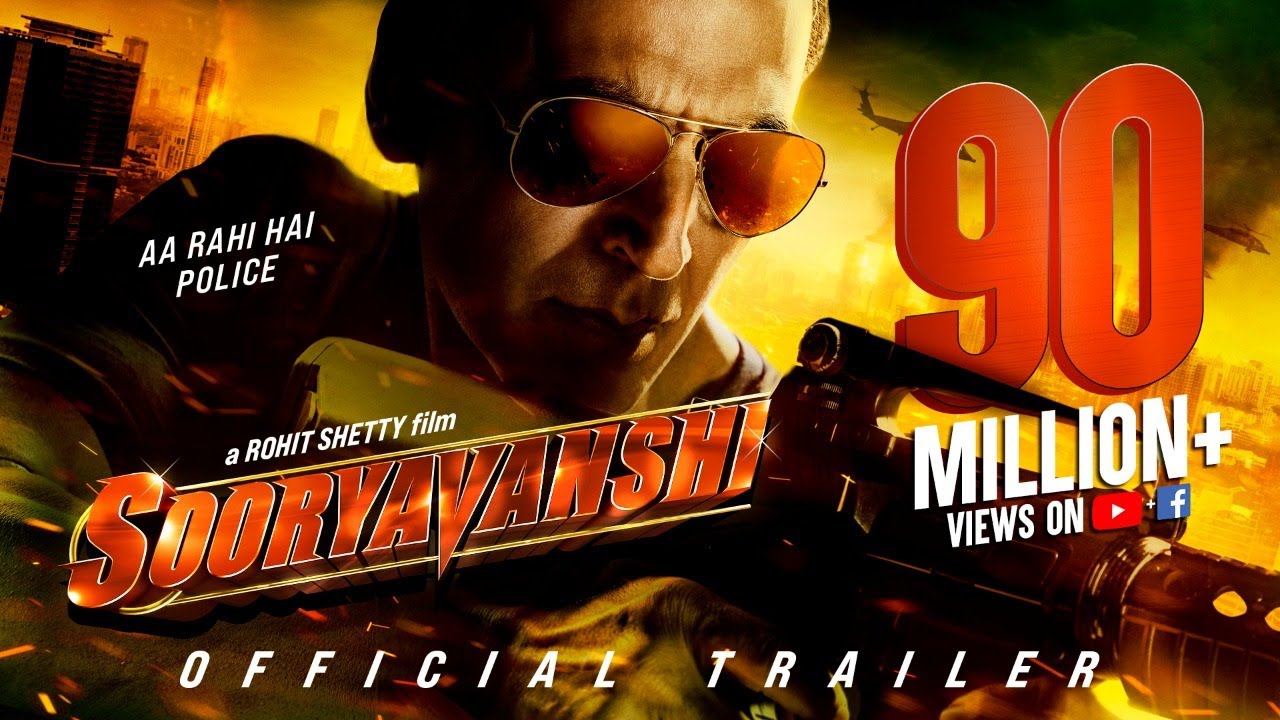 AA RAHI HAI
POLICE
a ROHIT SHETTY film
SOORYAVANSHI
90
MILLION+
VIEWS ON + f
OFFICIAL TRAILER